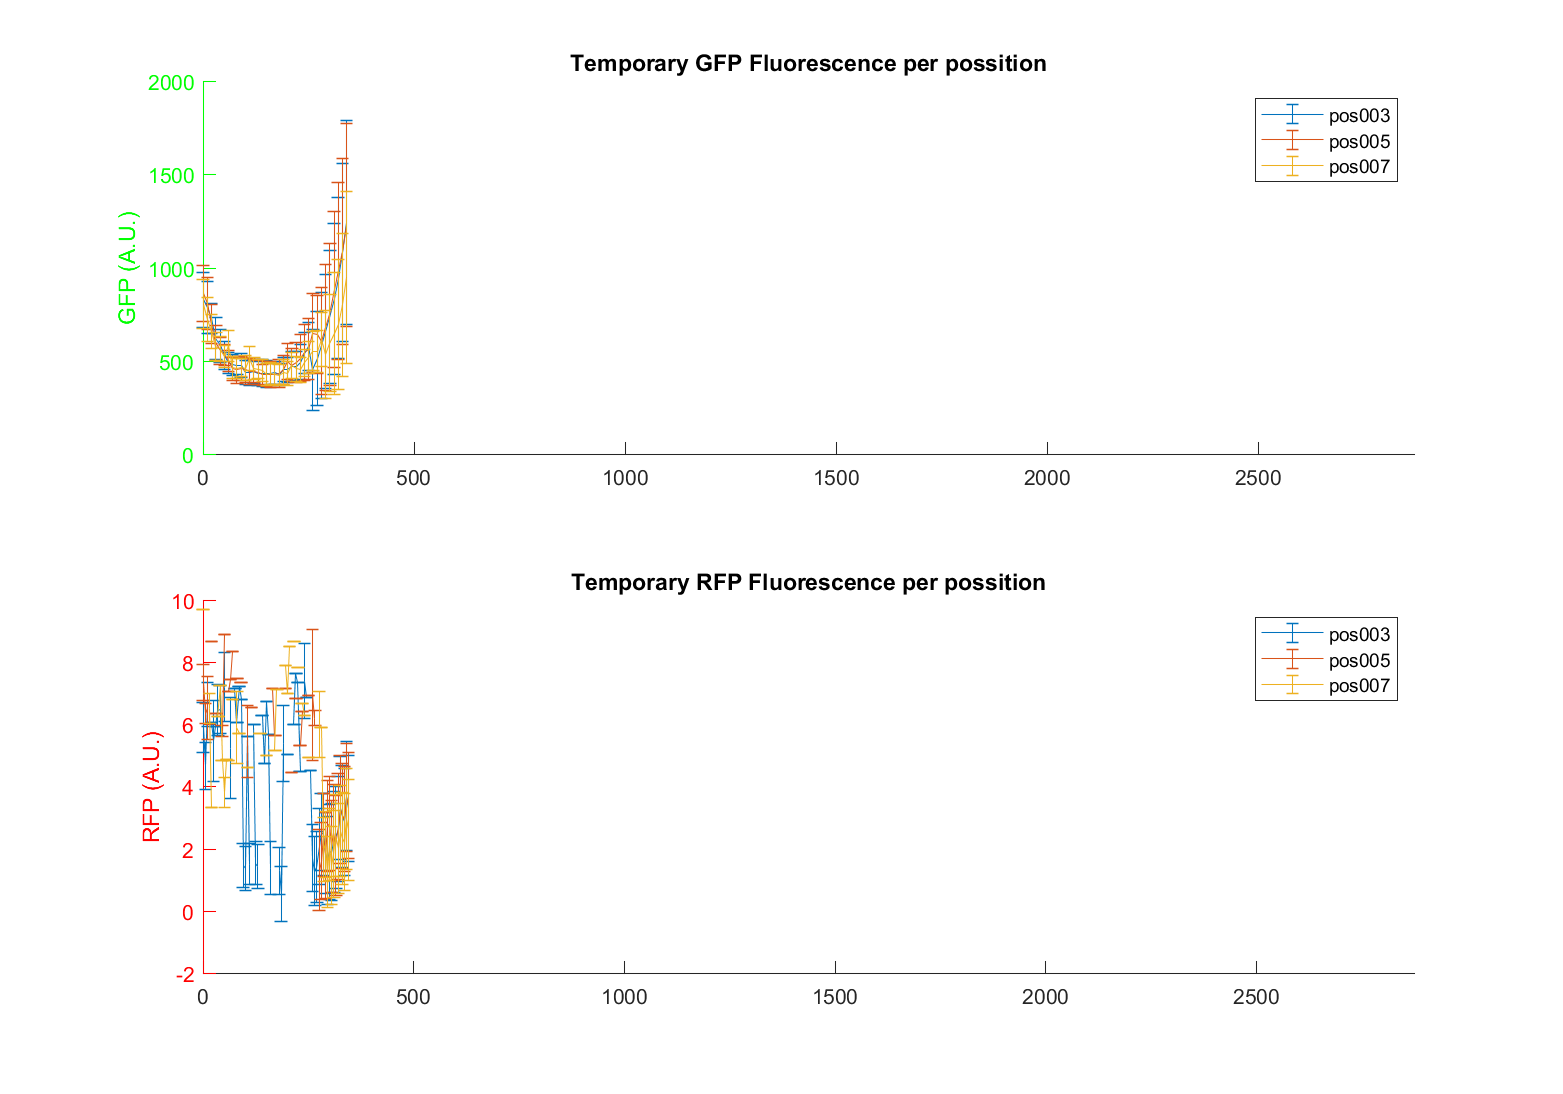 Temporary GFP Fluorescence per possition
GFP (A.U.)
2000
1500
1000
500
0
0 500 1000 1500 2000 2500
pos003
pos005
pos007
Temporary RFP Fluorescence per possition
RFP (A.U.)
10
8
6
4
2
0
-2
0 500 1000 1500 2000 2500
pos003
pos005
pos007